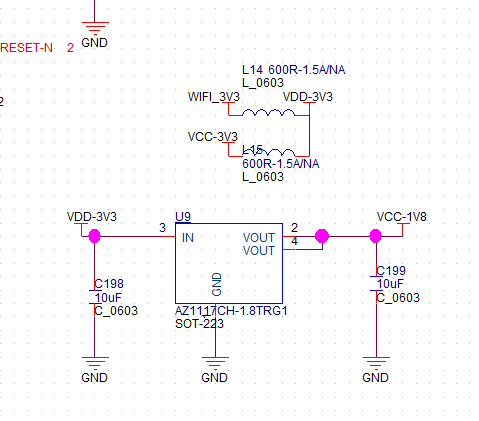 GND
RESET-N 2
2
L14 600R-1.5A/NA
L_0603
WIFI_3V3 VDD-3V3
VCC-3V3
L15
600R-1.5A/NA
L_0603
VDD-3V3 U9 VCC-1V8
3 IN VOUT 2
VOUT 4
GND
C198
10uF
C_0603
C199
10uF
C_0603
AZ1117CH-1.8TRG1
SOT-223
GND GND GND